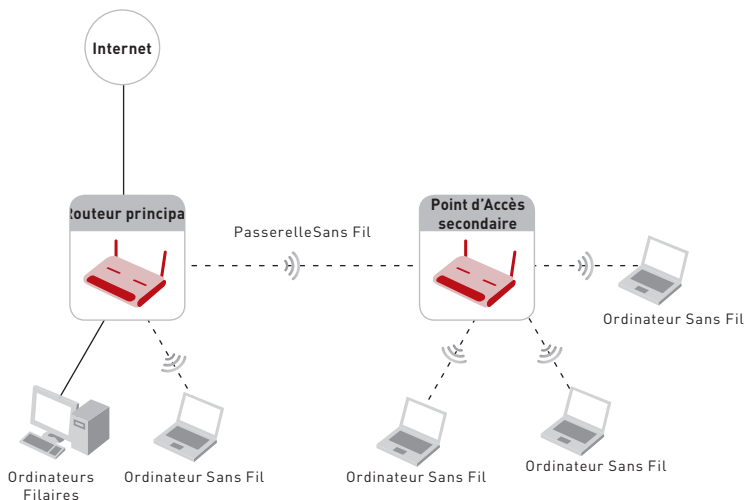 Internet
Routeur principa
Point d'Accès
secondaire
PasserelleSans Fil
Ordinateur Sans Fil
Ordinateurs
Filaires
Ordinateur Sans Fil
Ordinateur Sans Fil
Ordinateur Sans Fil